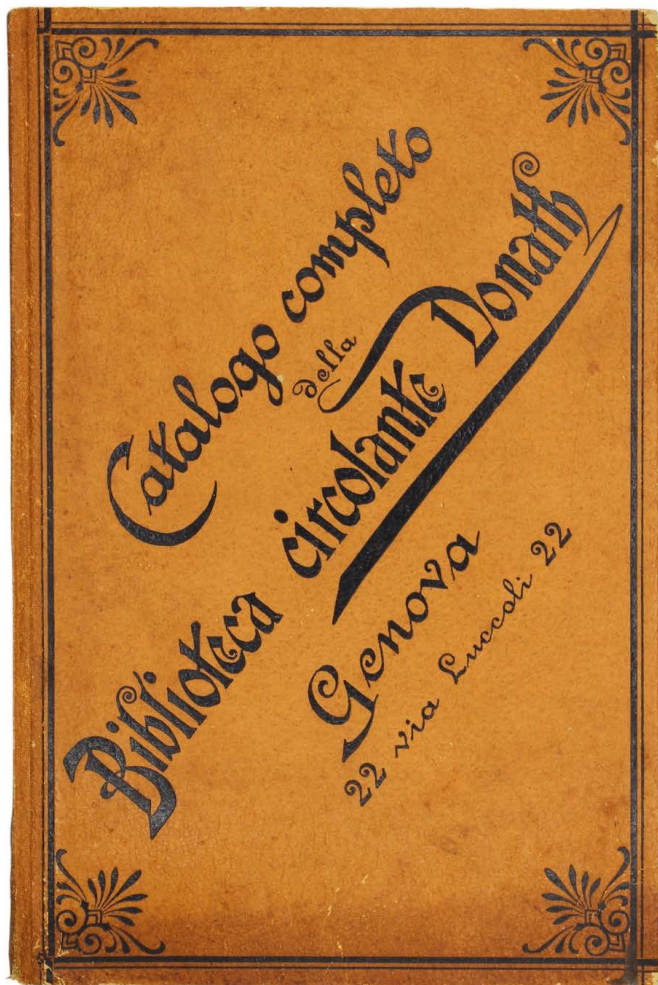 Catalogo completo
della
Biblioteca circolante Donath
Genova
22 via Luccoli 22